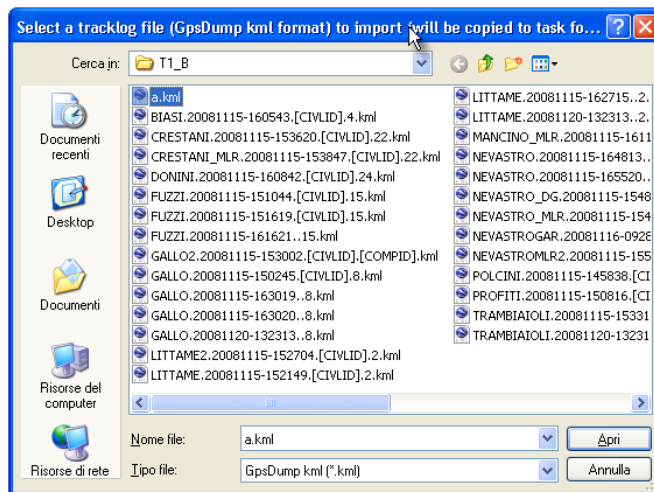 Select a tracklog file (GpsDump kml format) to import (will be copied to task fo...
Cerca in:
T1_B
a.kml
BIASI.20081115-160543.[CIVLID].4.kml
CRESTANI.20081115-153620.[CIVLID].22.kml
CRESTANI_MLR.20081115-153847.[CIVLID].22.kml
DONINI.20081115-160842.[CIVLID].24.kml
FUZZI.20081115-151044.[CIVLID].15.kml
FUZZI.20081115-151619.[CIVLID].15.kml
FUZZI.20081115-161621..15.kml
GALLO2.20081115-153002.[CIVLID].[COMPID].kml
GALLO.20081115-150245.[CIVLID].8.kml
GALLO.20081115-163019..8.kml
GALLO.20081115-163020..8.kml
GALLO.20081120-132313..8.kml
LITTAME2.20081115-152704.[CIVLID].2.kml
LITTAME.20081115-152149.[CIVLID].2.kml
LITTAME.20081115-162715..2.
LITTAME.20081120-132313..2.
MANCINO_MLR.20081115-1611
NEVASTRO.20081115-164813..
NEVASTRO.20081115-165520..
NEVASTRO_DG.20081115-1548
NEVASTRO_MLR.20081115-154
NEVASTROGAR.20081116-0928
NEVASTROMLR2.20081115-155
POLCINI.20081115-145838.[CI
PROFITI.20081115-150816.[CI
TRAMBIAIOLI.20081115-15331
TRAMBIAIOLI.20081120-13231
Documenti
recenti
Desktop
Documenti
Risorse del
computer
Risorse di rete
Nome file:
a.kml
Apri
Tipo file:
GpsDump kml (*.kml)
Annulla